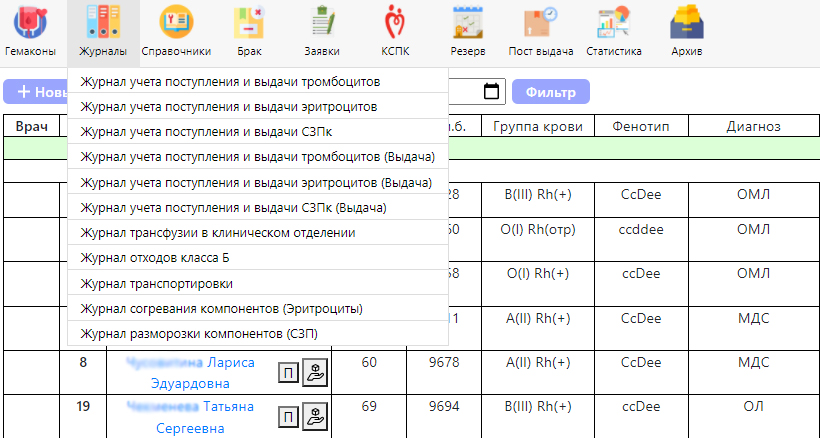 Гемаконы Журналы Справочники Брак Заявки КСПК Резерв Пост выдача Статистика Архив
+ Новы Фильтр
Журнал учета поступления и выдачи тромбоцитов
Журнал учета поступления и выдачи эритроцитов
Журнал учета поступления и выдачи СЗПк
Журнал учета поступления и выдачи тромбоцитов (Выдача)
Журнал учета поступления и выдачи эритроцитов (Выдача)
Журнал учета поступления и выдачи СЗПк (Выдача)
Журнал трансфузии в клиническом отделении
Журнал отходов класса Б
Журнал транспортировки
Журнал согревания компонентов (Эритроциты)
Журнал разморозки компонентов (СЗП)
Врач и.б. Группа крови Фенотип Диагноз
28 B(III) Rh(+) CcDee ОМЛ
O(I) Rh(отр) ccddee ОМЛ
58 O(I) Rh(+) ccDee ОМЛ
11 A(II) Rh(+) CcDee МДС
8 Лариса П 60 9678 A(II) Rh(+) CcDee МДС
Эдуардовна
19 Татьяна П 69 9694 B(III) Rh(+) ccDee ОЛ
Сергеевна